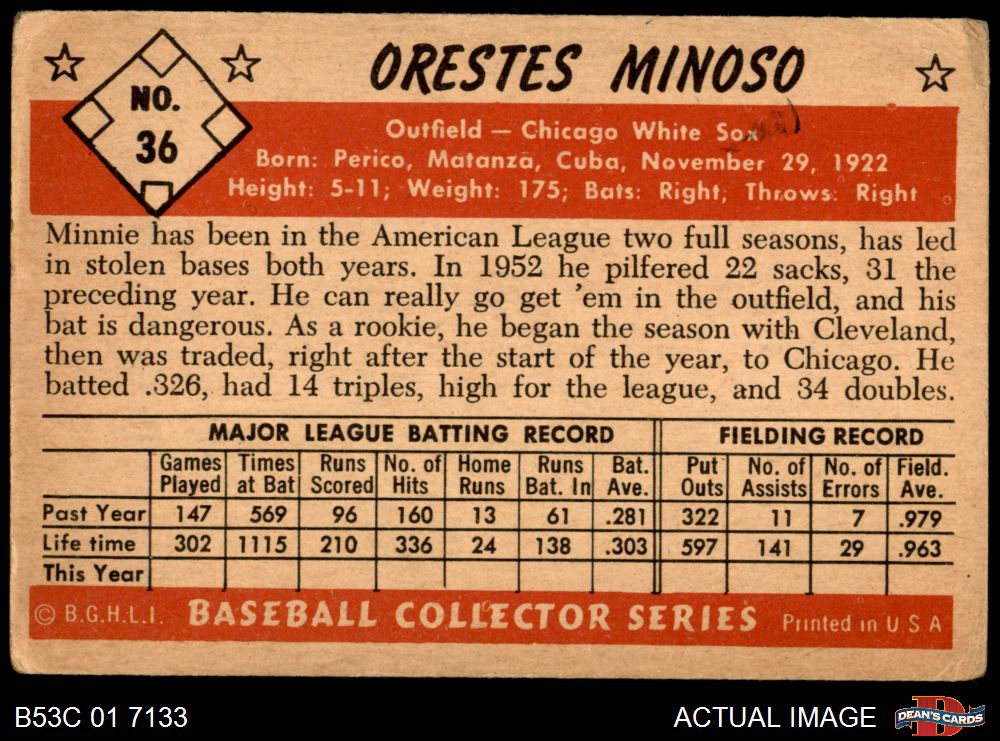 ORESTES MINOSO
NO.
36
Outfield — Chicago White Sox
Born: Perico, Matanza, Cuba, November 29, 1922
Height: 5-11; Weight: 175; Bats: Right; Throws: Right
Minnie has been in the American League two full seasons, has led
in stolen bases both years. In 1952 he pilfered 22 sacks, 31 the
preceding year. He can really go get 'em in the outfield, and his
bat is dangerous. As a rookie, he began the season with Cleveland,
then was traded, right after the start of the year, to Chicago. He
batted .326, had 14 triples, high for the league, and 34 doubles.
MAJOR LEAGUE BATTING RECORD FIELDING RECORD
Games Times Runs No. of Home Runs Bat. Put No. of No. of Field.
Played at Bat Scored Hits Runs Bat. In Ave. Outs Assists Errors Ave.
Past Year 147 569 96 160 13 61 .281 322 11 7 .979
Life time 302 1115 210 336 24 138 .303 597 141 29 .963
This Year
© B.G.H.L.I. BASEBALL COLLECTOR SERIES Printed in U S A
B53C 01 7133 ACTUAL IMAGE DEAN'S CARDS